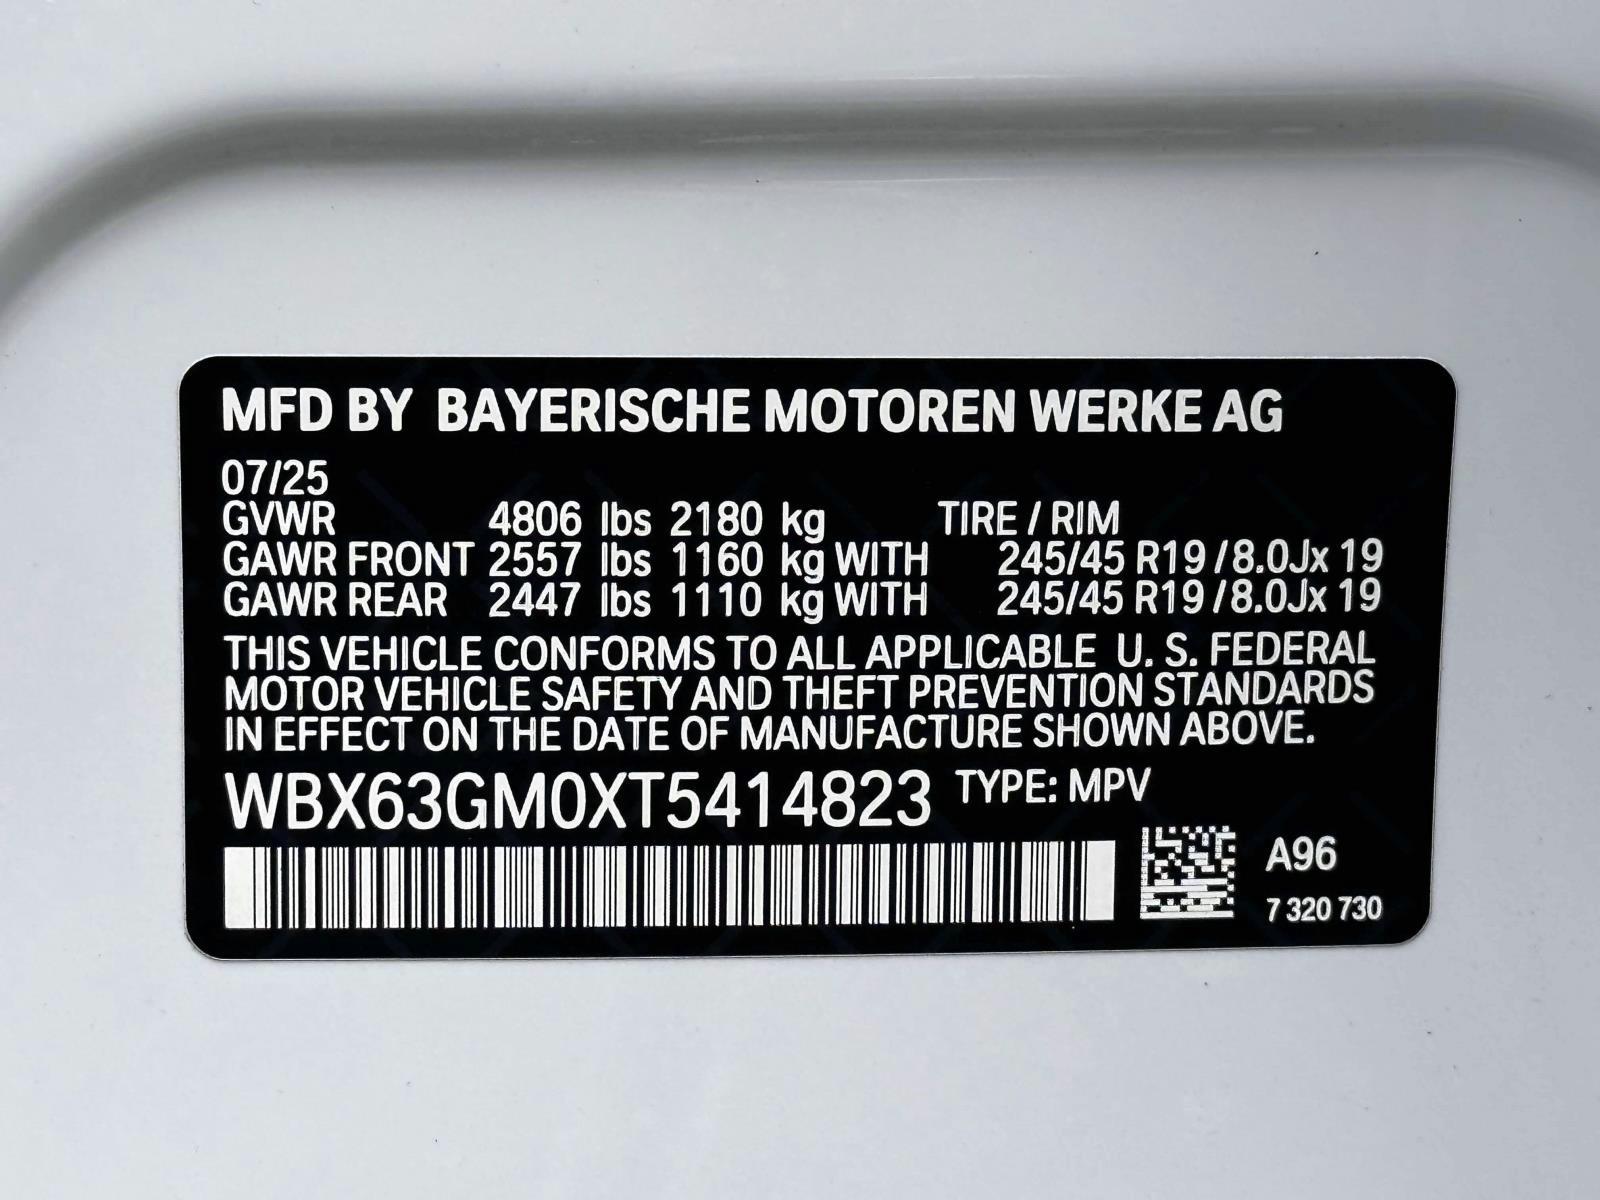 MFD BY BAYERISCHE MOTOREN WERKE AG
07/25
GVWR 4806 lbs 2180 kg TIRE / RIM
GAWR FRONT 2557 lbs 1160 kg WITH 245/45 R19 / 8.0Jx 19
GAWR REAR 2447 lbs 1110 kg WITH 245/45 R19 / 8.0Jx 19
THIS VEHICLE CONFORMS TO ALL APPLICABLE U. S. FEDERAL
MOTOR VEHICLE SAFETY AND THEFT PREVENTION STANDARDS
IN EFFECT ON THE DATE OF MANUFACTURE SHOWN ABOVE.
WBX63GM0XT5414823 TYPE: MPV
A96
7 320 730